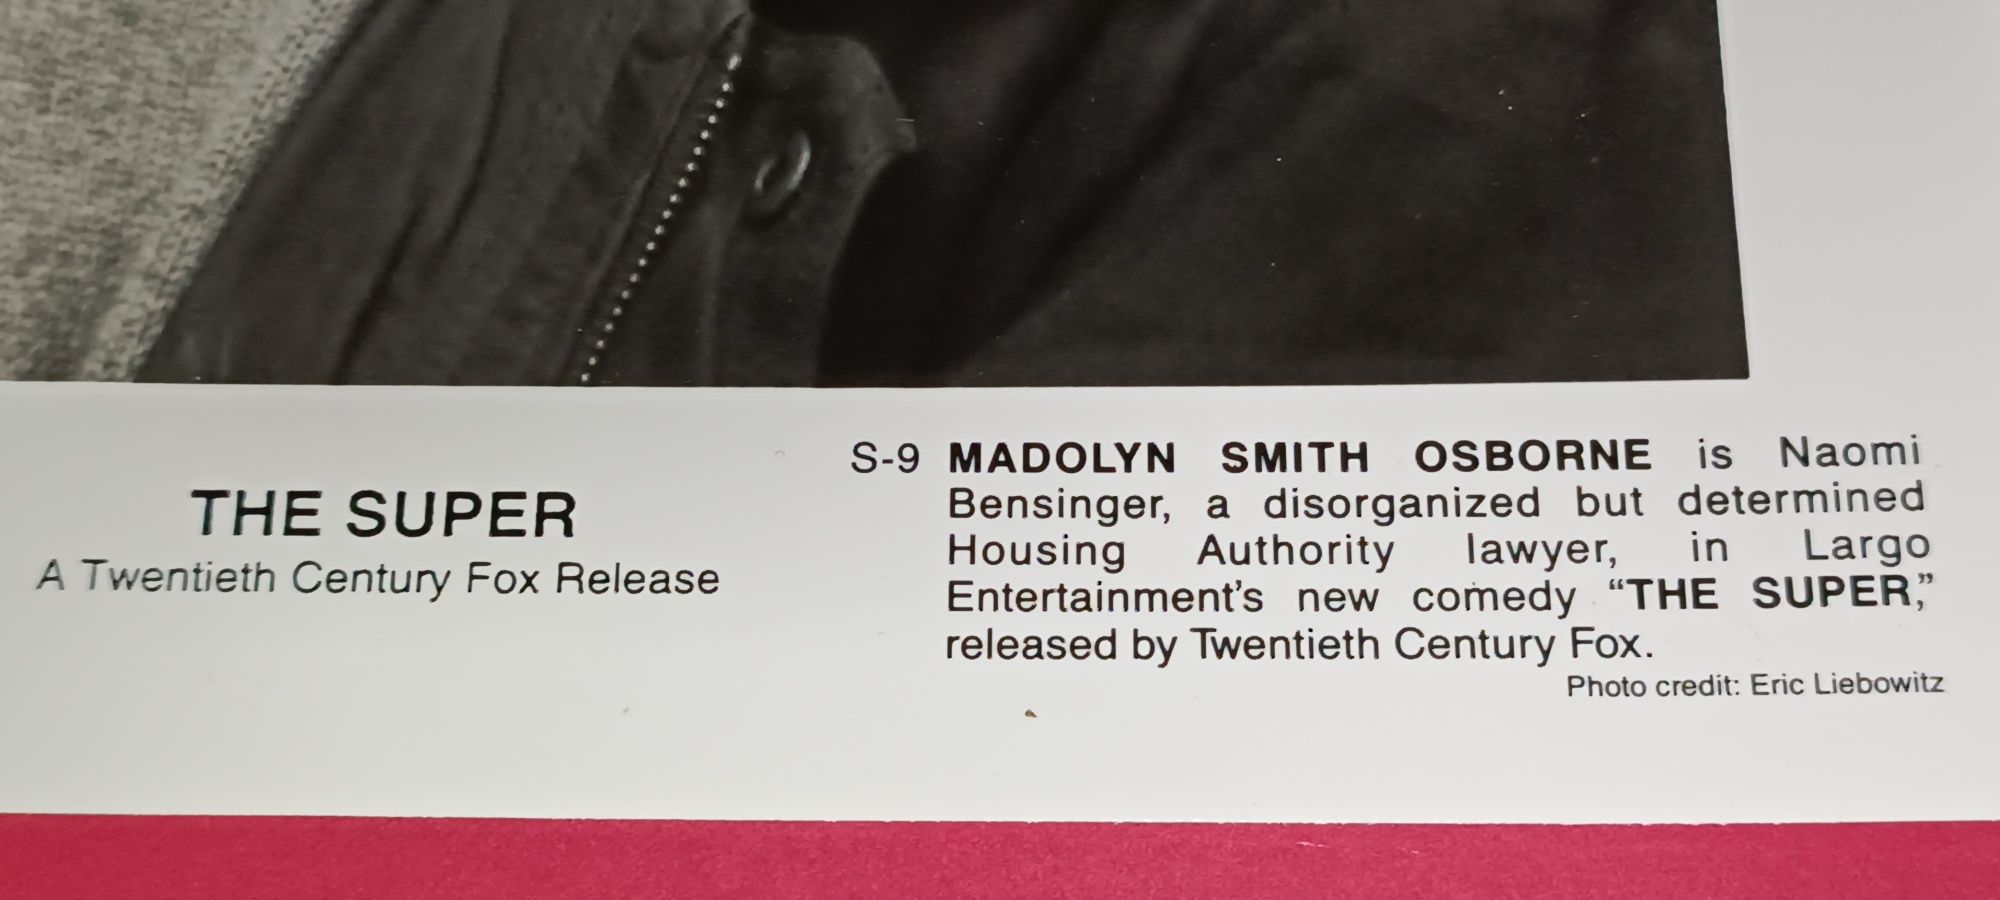 THE SUPER
A Twentieth Century Fox Release
S-9 MADOLYN SMITH OSBORNE is Naomi
Bensinger, a disorganized but determined
Housing Authority lawyer, in Largo
Entertainment's new comedy “THE SUPER,”
released by Twentieth Century Fox.
Photo credit: Eric Liebowitz